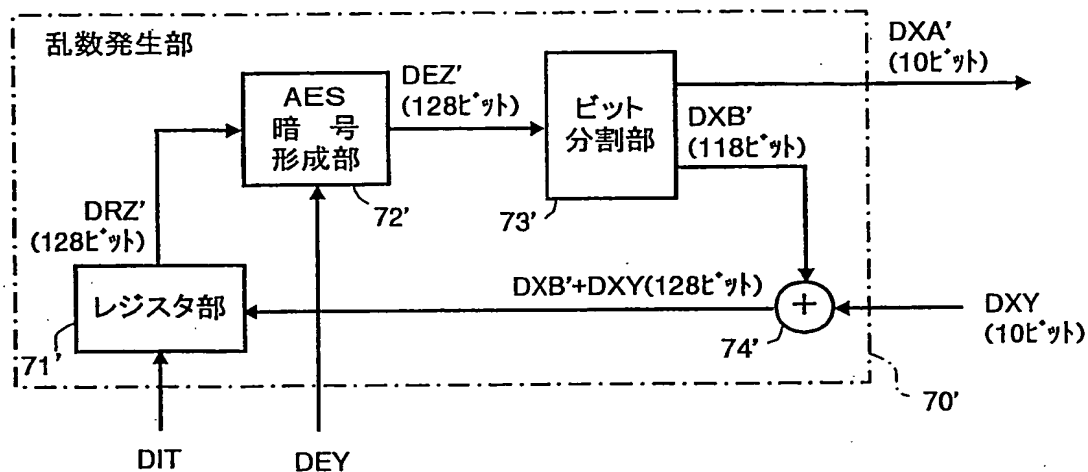 乱数発生部
DXA'
(10ビット)
AES
暗 号
形成部
72'
DEZ'
(128ビット)
ビット
分割部
73'
DXB'
(118ビット)
DRZ'
(128ビット)
レジスタ部
71'
DXB'+DXY(128ビット)
+
74'
DXY
(10ビット)
70'
DIT
DEY